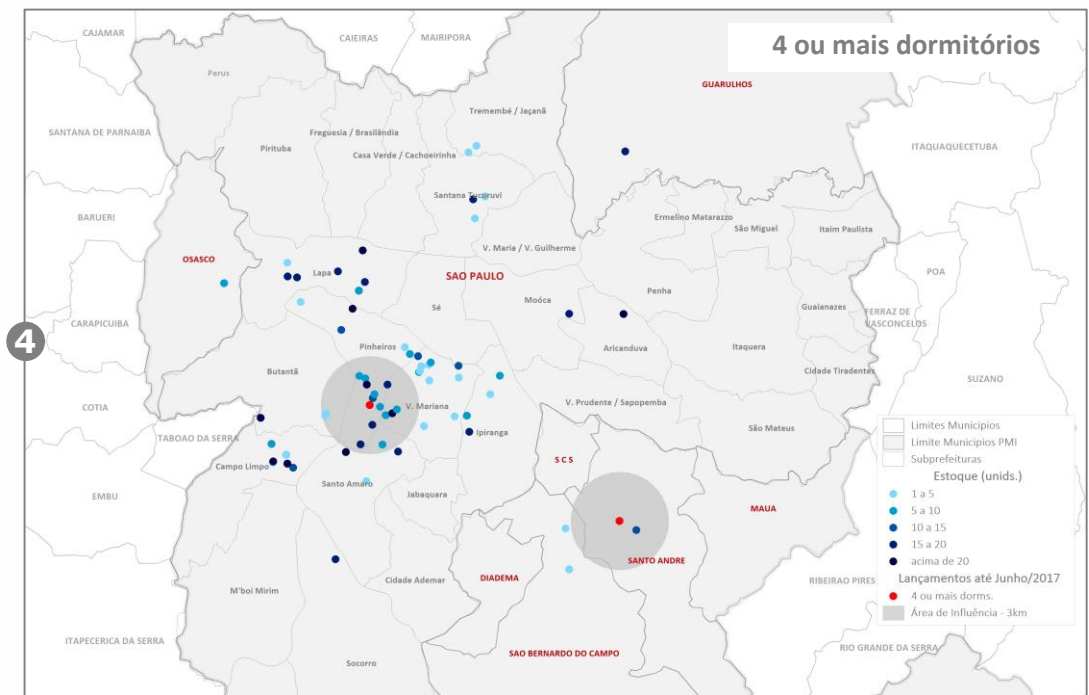 4 ou mais dormitórios
CAJAMAR
CAIEIRAS
MAIRIPORA
Perus
GUARULHOS
Tremembé / Jaçanã
SANTANA DE PARNAIBA
Freguesia / Brasilândia
Pirituba
Casa Verde / Cachoeirinha
ITAQUAQUECETUBA
Santana Tucuruvi
BARUERI
Ermelino Matarazzo
São Miguel
Itaim Paulista
V. Maria / V. Guilherme
OSASCO
Lapa
SAO PAULO
POA
Penha
Moóca
Sé
Guaianazes
FERRAZ DE
VASCONCELOS
CARAPICUIBA
4
Pinheiros
Aricanduva
Itaquera
Butantã
Cidade Tiradentes
SUZANO
COTIA
V. Mariana
V. Prudente / Sapopemba
Ipiranga
São Mateus
TABOAO DA SERRA
Campo Limpo
S C S
Santo Amaro
EMBU
Jabaquara
MAUA
SANTO ANDRE
DIADEMA
Cidade Ademar
M'boi Mirim
RIBEIRAO PIRES
ITAPECERICA DA SERRA
SAO BERNARDO DO CAMPO
RIO GRANDE DA SERRA
Socorro
Limites Municipios
Limite Municipios PMI
Subprefeituras
Estoque (unids.)
1 a 5
5 a 10
10 a 15
15 a 20
acima de 20
Lançamentos até Junho/2017
4 ou mais dorms.
Área de Influência - 3km